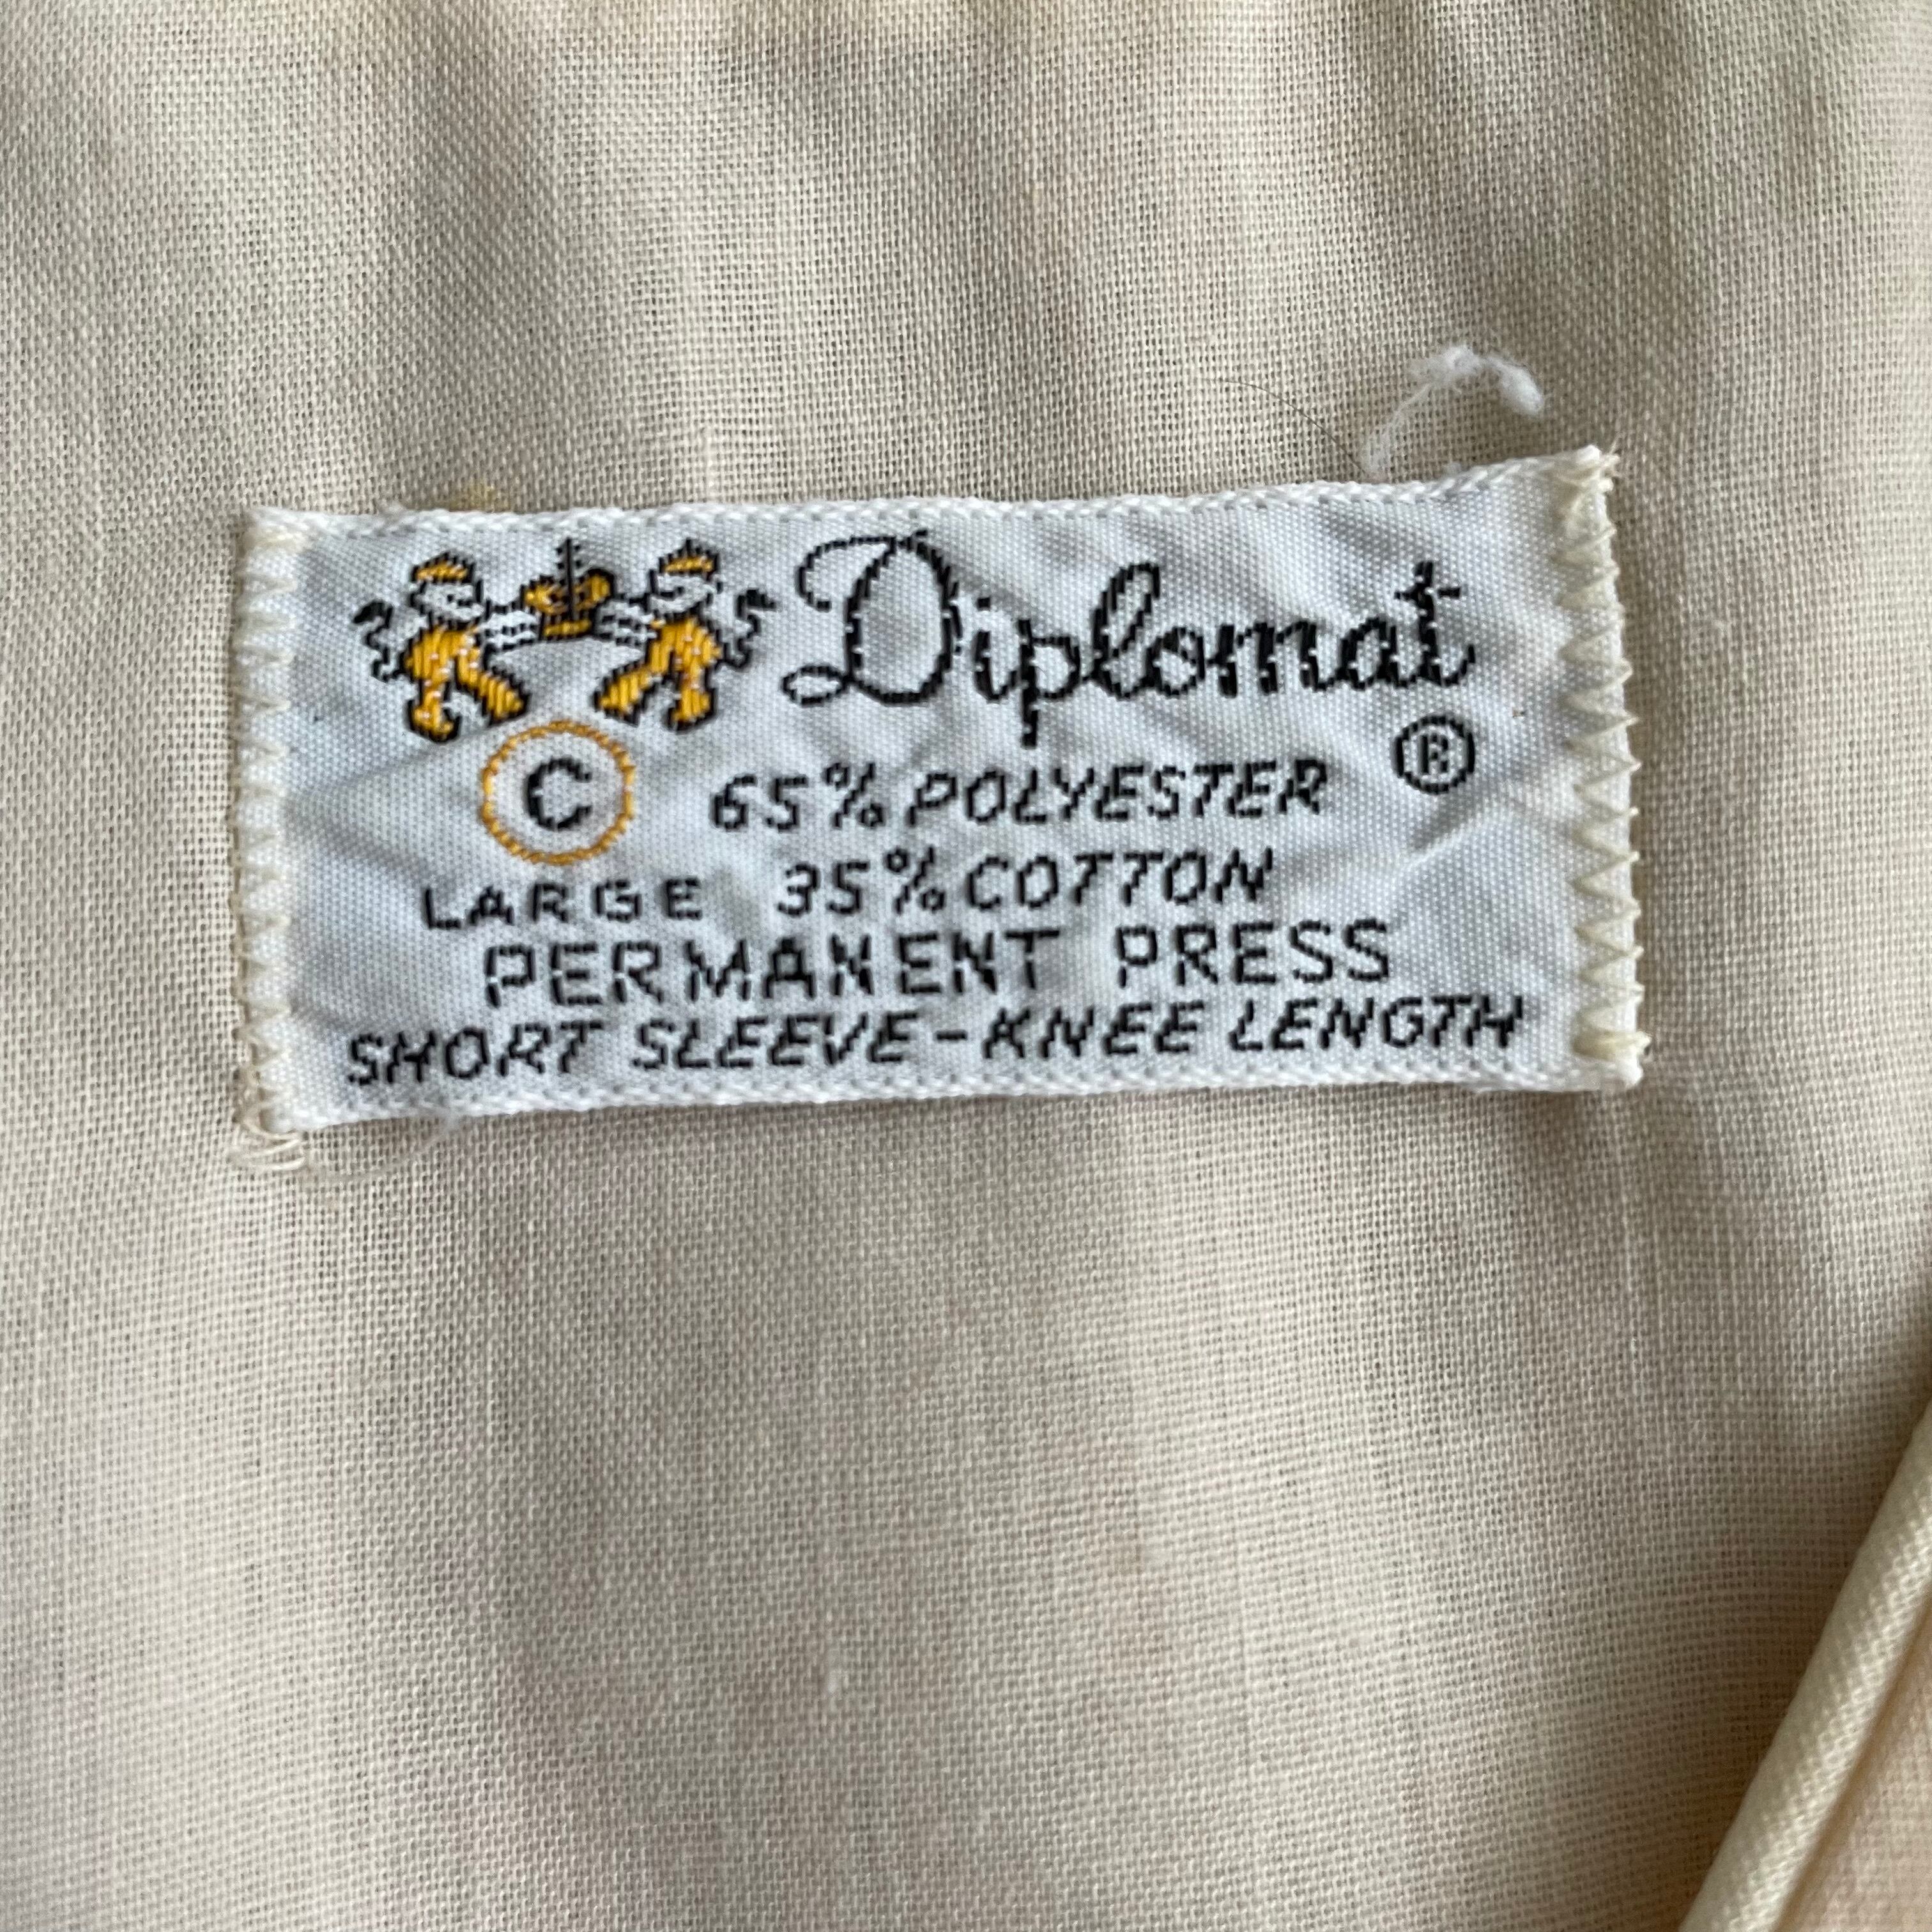 Diplomat
®
C 65% POLYESTER
LARGE 35% COTTON
PERMANENT PRESS
SHORT SLEEVE-KNEE LENGTH